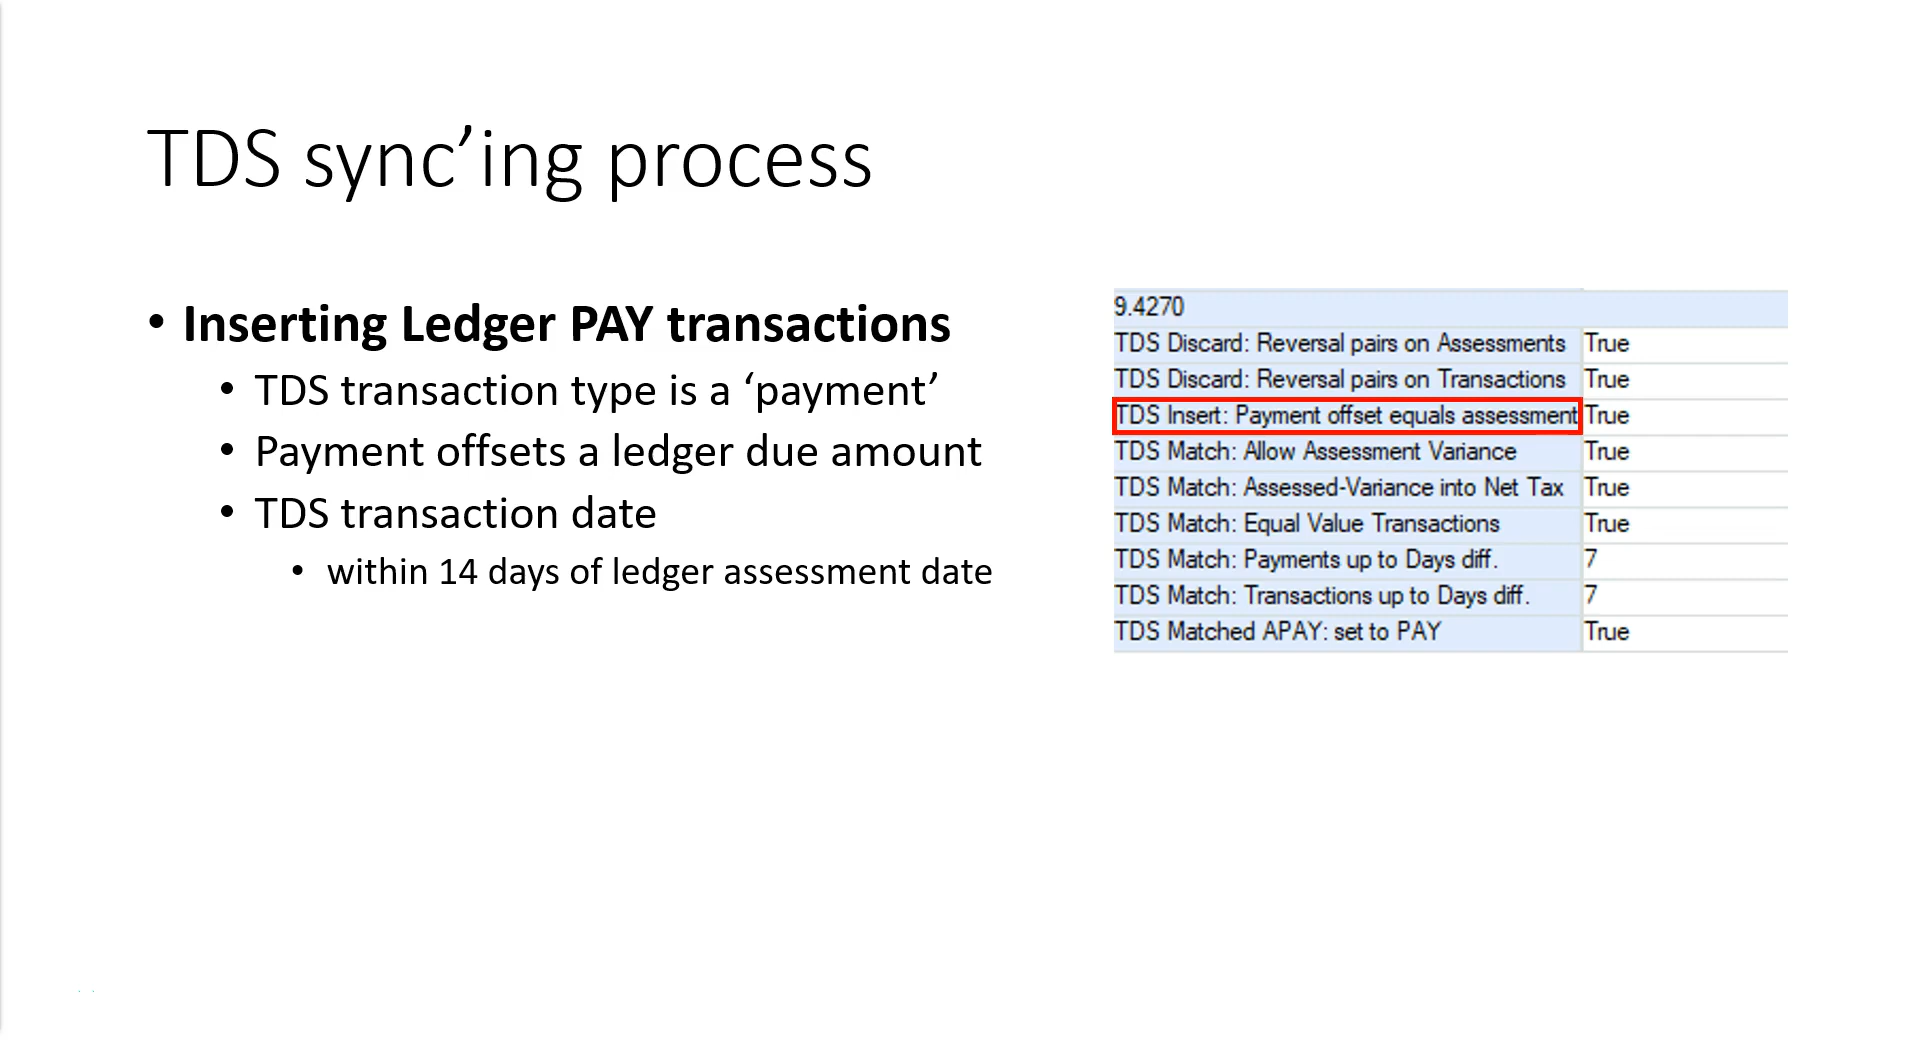 TDS sync’ing process
• Inserting Ledger PAY transactions
• TDS transaction type is a ‘payment’
• Payment offsets a ledger due amount
• TDS transaction date
• within 14 days of ledger assessment date
9.4270
TDS Discard: Reversal pairs on Assessments True
TDS Discard: Reversal pairs on Transactions True
TDS Insert: Payment offset equals assessment True
TDS Match: Allow Assessment Variance True
TDS Match: Assessed-Variance into Net Tax True
TDS Match: Equal Value Transactions True
TDS Match: Payments up to Days diff. 7
TDS Match: Transactions up to Days diff. 7
TDS Matched APAY: set to PAY True